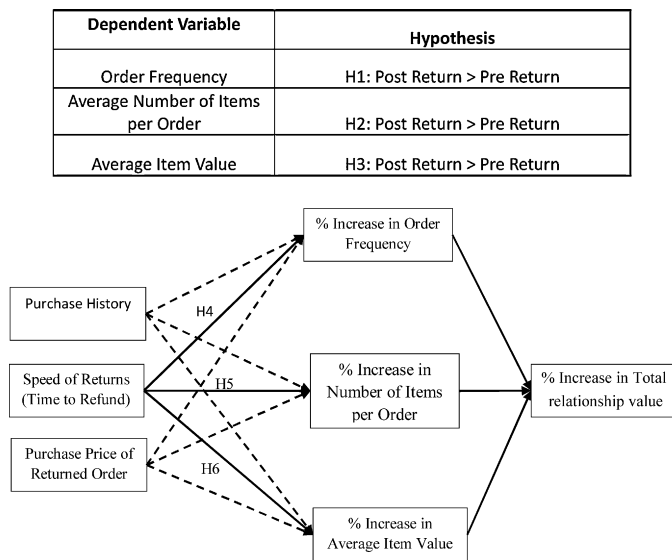 Dependent Variable
Hypothesis
Order Frequency
H1: Post Return > Pre Return
Average Number of Items
per Order
H2: Post Return > Pre Return
Average Item Value
H3: Post Return > Pre Return
% Increase in Order
Frequency
Purchase History
H4
Speed of Returns
(Time to Refund)
H5
% Increase in
Number of Items
per Order
% Increase in Total
relationship value
Purchase Price of
Returned Order
H6
% Increase in
Average Item Value